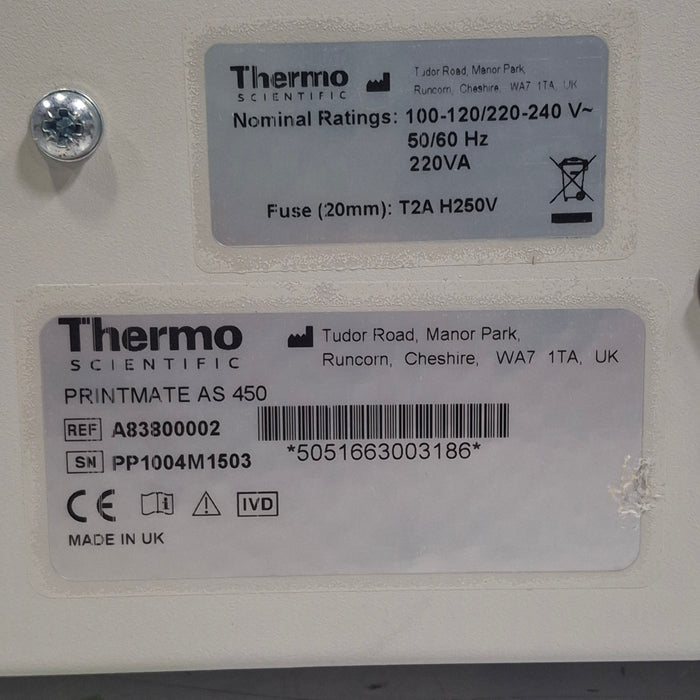 Thermo
SCIENTIFIC
Tudor Road, Manor Park,
Runcorn, Cheshire, WA7 1TA, UK
Nominal Ratings: 100-120/220-240 V~
50/60 Hz
220VA
Fuse (20mm): T2A H250V
Thermo
SCIENTIFIC
Tudor Road, Manor Park,
Runcorn, Cheshire, WA7 1TA, UK
PRINTMATE AS 450
REF A83800002
SN PP1004M1503
*5051663003186*
CE IVD
MADE IN UK